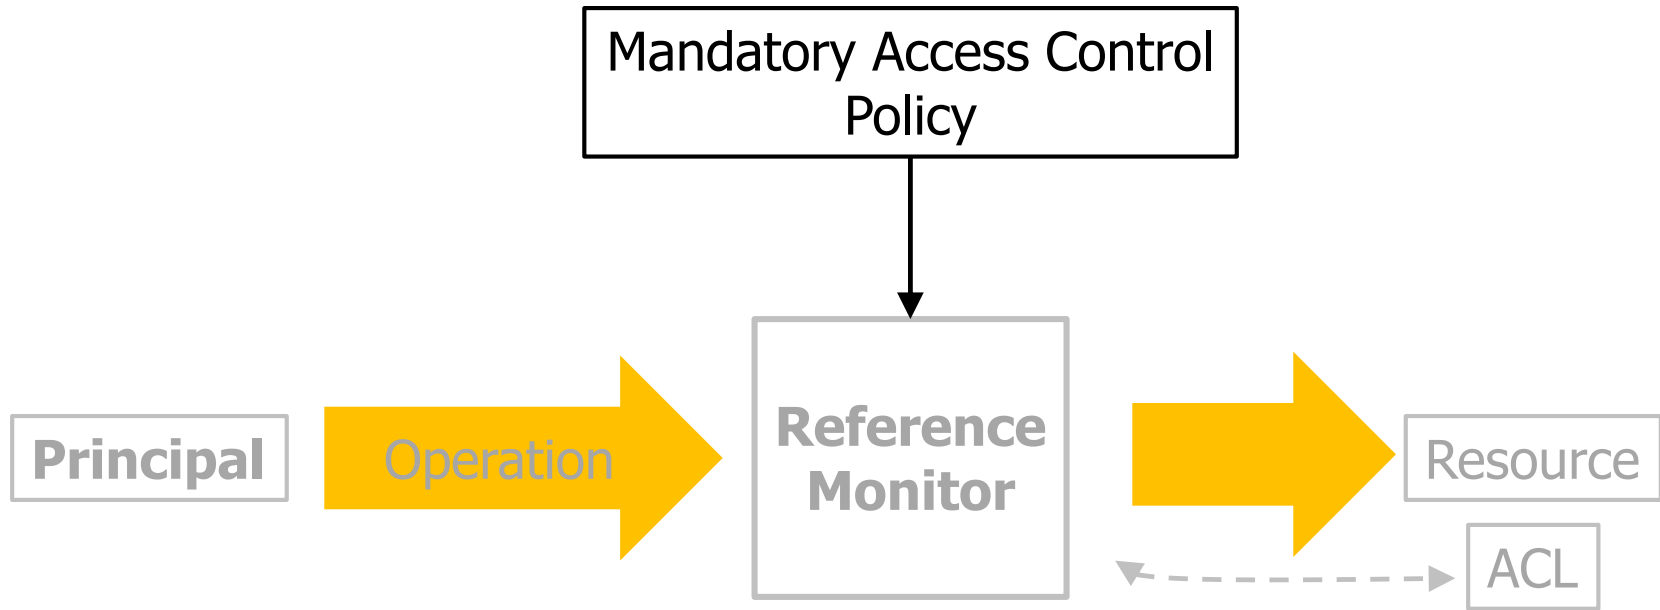 Mandatory Access Control
Policy
Principal
Operation
Reference
Monitor
Resource
ACL